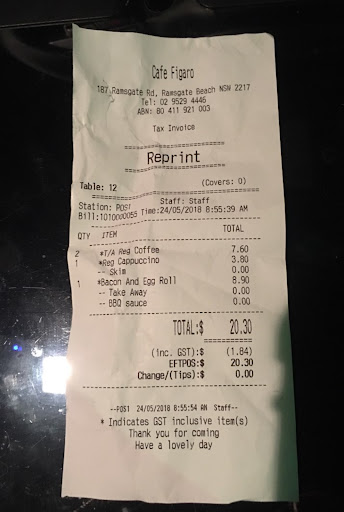 Cafe Figaro
187 Ramsgate Rd, Ramsgate Beach NSW 2217
Tel: 02 9529 4446
ABN: 80 411 921 003
Tax Invoice
Reprint
Table: 12 (Covers: 0)
Staff: Staff
Station: POS1
Bill:1010000055 Time:24/05/2018 8:55:39 AM
QTY ITEM TOTAL
2 *T/A Reg Coffee 7.60
1 *Reg Cappucino 3.80
-- Skim 0.00
1 *Bacon And Egg Roll 8.90
-- Take Away 0.00
-- BBQ sauce 0.00
TOTAL:$ 20.30
(inc. GST):$ (1.84)
EFTPOS:$ 20.30
Change/(Tips):$ 0.00
--POS1 24/05/2018 8:55:54 AM Staff--
* Indicates GST inclusive item(s)
Thank you for coming
Have a lovely day